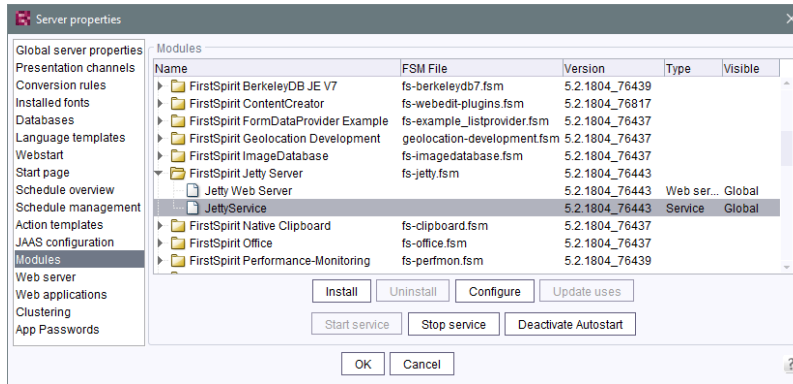 Server properties
Global server properties
Presentation channels
Conversion rules
Installed fonts
Databases
Language templates
Webstart
Start page
Schedule overview
Schedule management
Action templates
JAAS configuration
Modules
Web server
Web applications
Clustering
App Passwords
Modules
Name FSM File Version Type Visible
FirstSpirit BerkeleyDB JE V7 fs-berkeleydb7.fsm 5.2.1804_76439
FirstSpirit ContentCreator fs-webedit-plugins.fsm 5.2.1804_76817
FirstSpirit FormDataProvider Example fs-example_listprovider.fsm 5.2.1804_76437
FirstSpirit Geolocation Development geolocation-development.fsm 5.2.1804_76437
FirstSpirit ImageDatabase fs-imagedatabase.fsm 5.2.1804_76437
FirstSpirit Jetty Server fs-jetty.fsm 5.2.1804_76443
Jetty Web Server 5.2.1804_76443 Web ser... Global
JettyService 5.2.1804_76443 Service Global
FirstSpirit Native Clipboard fs-clipboard.fsm 5.2.1804_76437
FirstSpirit Office fs-office.fsm 5.2.1804_76437
FirstSpirit Performance-Monitoring fs-perfmon.fsm 5.2.1804_76439
Install Uninstall Configure Update uses
Start service Stop service Deactivate Autostart
OK Cancel
?